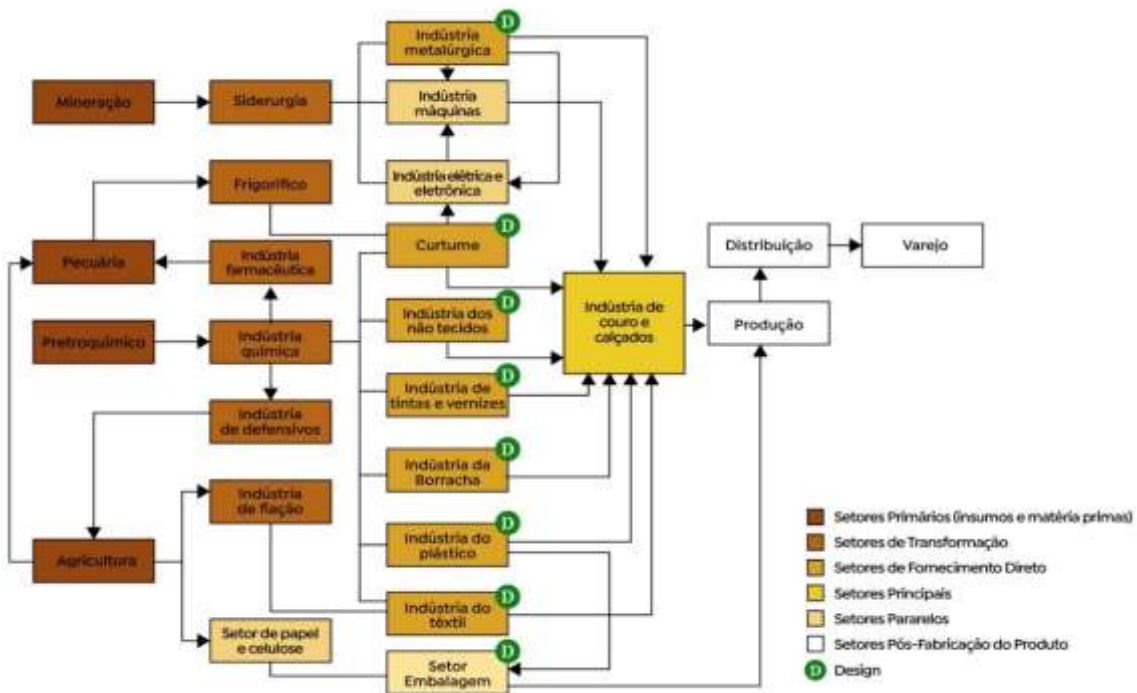 D
Indústria
metalúrgica
Mineração
Siderurgia
Indústria
máquinas
Frigorífico
Indústria elétrica e
eletrônica
D
Curtume
Pecuária
Indústria
farmacêutica
Distribuição
Varejo
D
Indústria dos
não tecidos
Indústria de
couro e
calçados
Produção
Pretroquímico
Indústria
química
D
Indústria de
tintas e vernizes
Indústria
de defensivos
D
Indústria da
Borracha
Indústria
de fiação
D
Indústria do
plástico
Agricultura
D
Indústria do
têxtil
Setor de papel
e celulose
D
Setor
Embalagem
Setores Primários (insumos e matéria primas)
Setores de Transformação
Setores de Fornecimento Direto
Setores Principais
Setores Pararelos
Setores Pós-Fabricação do Produto
D Design